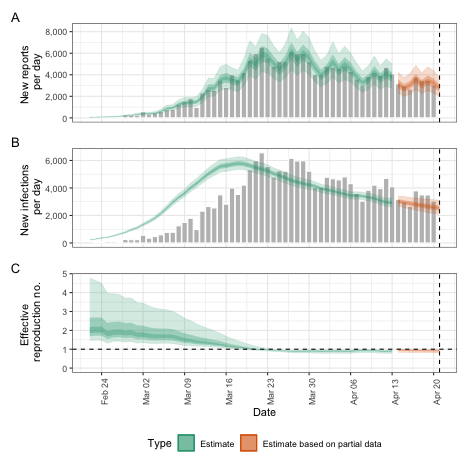 A
New reports
per day
8,000
6,000
4,000
2,000
0
B
New infections
per day
6,000
4,000
2,000
0
C
Effective
reproduction no.
5
4
3
2
1
0
Feb 24
Mar 02
Mar 09
Mar 16
Mar 23
Mar 30
Apr 06
Apr 13
Apr 20
Date
Type Estimate Estimate based on partial data